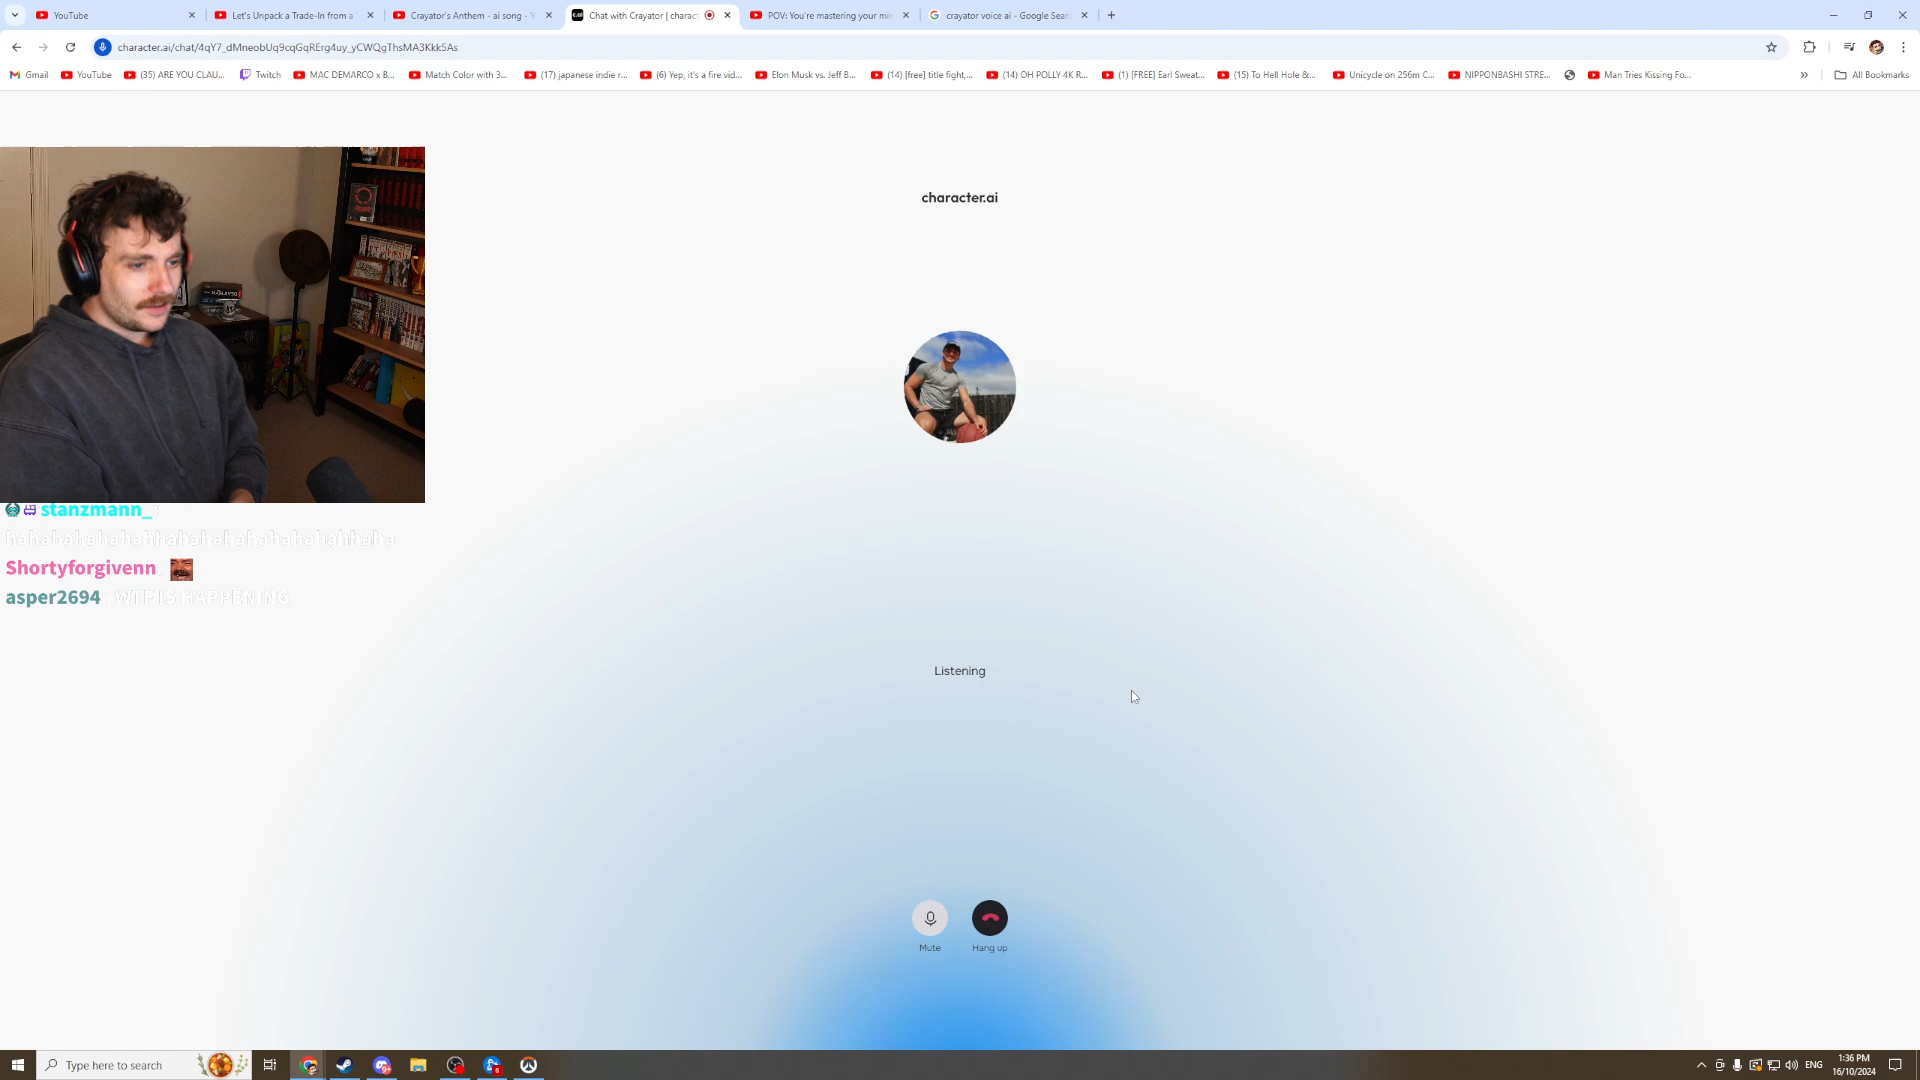 YouTube
Let's Unpack a Trade-In from a
Crayator's Anthem - ai song - Y
c.ai
Chat with Crayator | charact
POV: You're mastering your min
crayator voice ai - Google Sear
character.ai/chat/4qY7_dMneobUq9cqGqRErg4uy_yCWQgThsMA3Kkk5As
Gmail
YouTube
(35) ARE YOU CLAU...
Twitch
MAC DEMARCO x B...
Match Color with 3...
(17) japanese indie r...
(6) Yep, it's a fire vid...
Elon Musk vs. Jeff B...
(14) [free] title fight,...
(14) OH POLLY 4K R...
(1) [FREE] Earl Sweat...
(15) To Hell Hole &...
Unicycle on 256m C...
NIPPONBASHI STRE...
Man Tries Kissing Fo...
All Bookmarks
character.ai
stanzmann_:
Shortyforgivenn:
asper2694: WTF IS HAPPENING
Listening
Mute
Hang up
Type here to search
9+
6
ENG
1:36 PM
16/10/2024